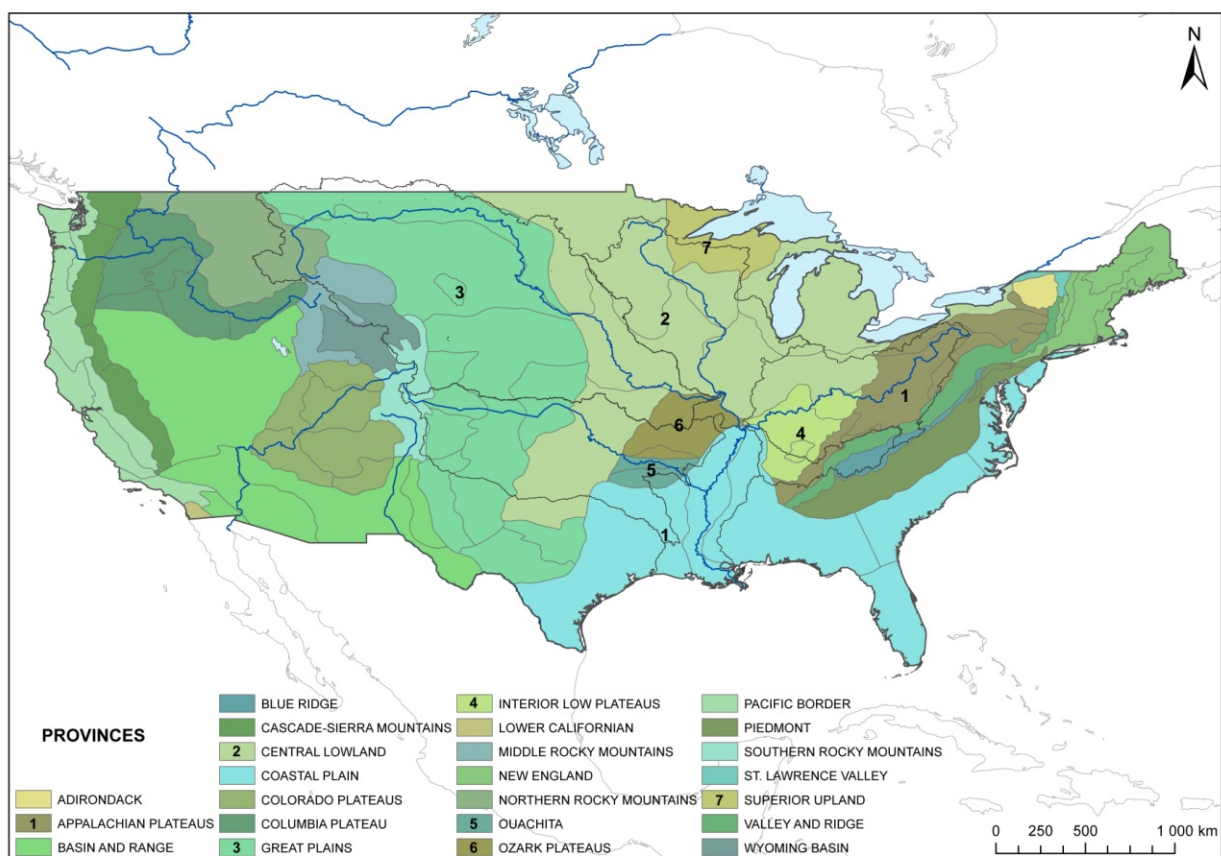 N
3
7
2
1
4
6
5
1
PROVINCES
ADIRONDACK
1 APPALACHIAN PLATEAUS
BASIN AND RANGE
BLUE RIDGE
CASCADE-SIERRA MOUNTAINS
2 CENTRAL LOWLAND
COASTAL PLAIN
COLORADO PLATEAUS
COLUMBIA PLATEAU
3 GREAT PLAINS
4 INTERIOR LOW PLATEAUS
LOWER CALIFORNIAN
MIDDLE ROCKY MOUNTAINS
NEW ENGLAND
NORTHERN ROCKY MOUNTAINS
5 OUACHITA
6 OZARK PLATEAUS
PACIFIC BORDER
PIEDMONT
SOUTHERN ROCKY MOUNTAINS
ST. LAWRENCE VALLEY
7 SUPERIOR UPLAND
VALLEY AND RIDGE
WYOMING BASIN
0 250 500 1 000 km